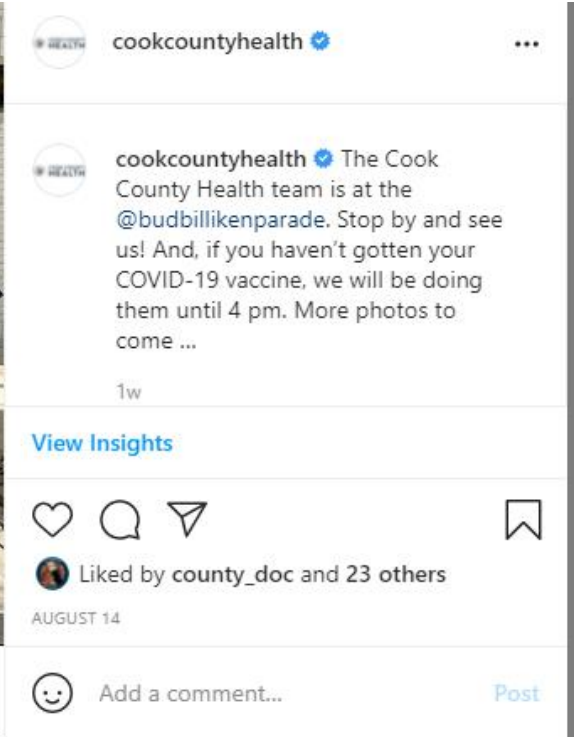 cookcountyhealth
cookcountyhealth The Cook
County Health team is at the
@budbillikenparade. Stop by and see
us! And, if you haven't gotten your
COVID-19 vaccine, we will be doing
them until 4 pm. More photos to
come ...
1w
View Insights
Liked by county_doc and 23 others
AUGUST 14
Add a comment...
Post